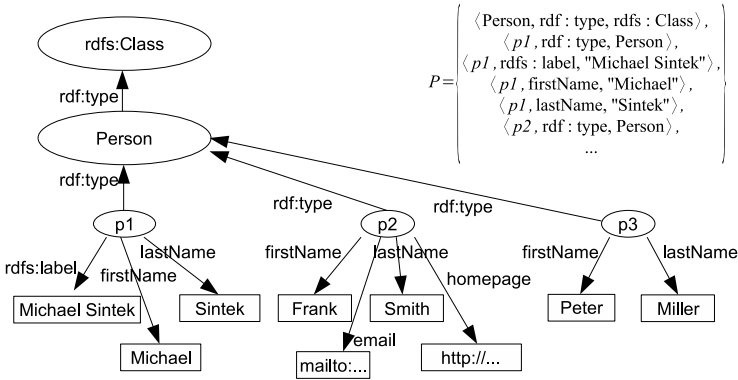 rdfs:Class
rdf:type
Person
rdf:type
rdf:type
rdf:type
p1
p2
p3
rdfs:label
firstName
lastName
firstName
lastName
email
homepage
firstName
lastName
Michael Sintek
Sintek
Michael
Frank
Smith
mailto:...
http://...
Peter
Miller
P={
⟨Person, rdf : type, rdfs : Class⟩,
⟨p1, rdf : type, Person⟩,
⟨p1, rdfs : label, "Michael Sintek"⟩,
⟨p1, firstName, "Michael"⟩,
⟨p1, lastName, "Sintek"⟩,
⟨p2, rdf : type, Person⟩,
...
}